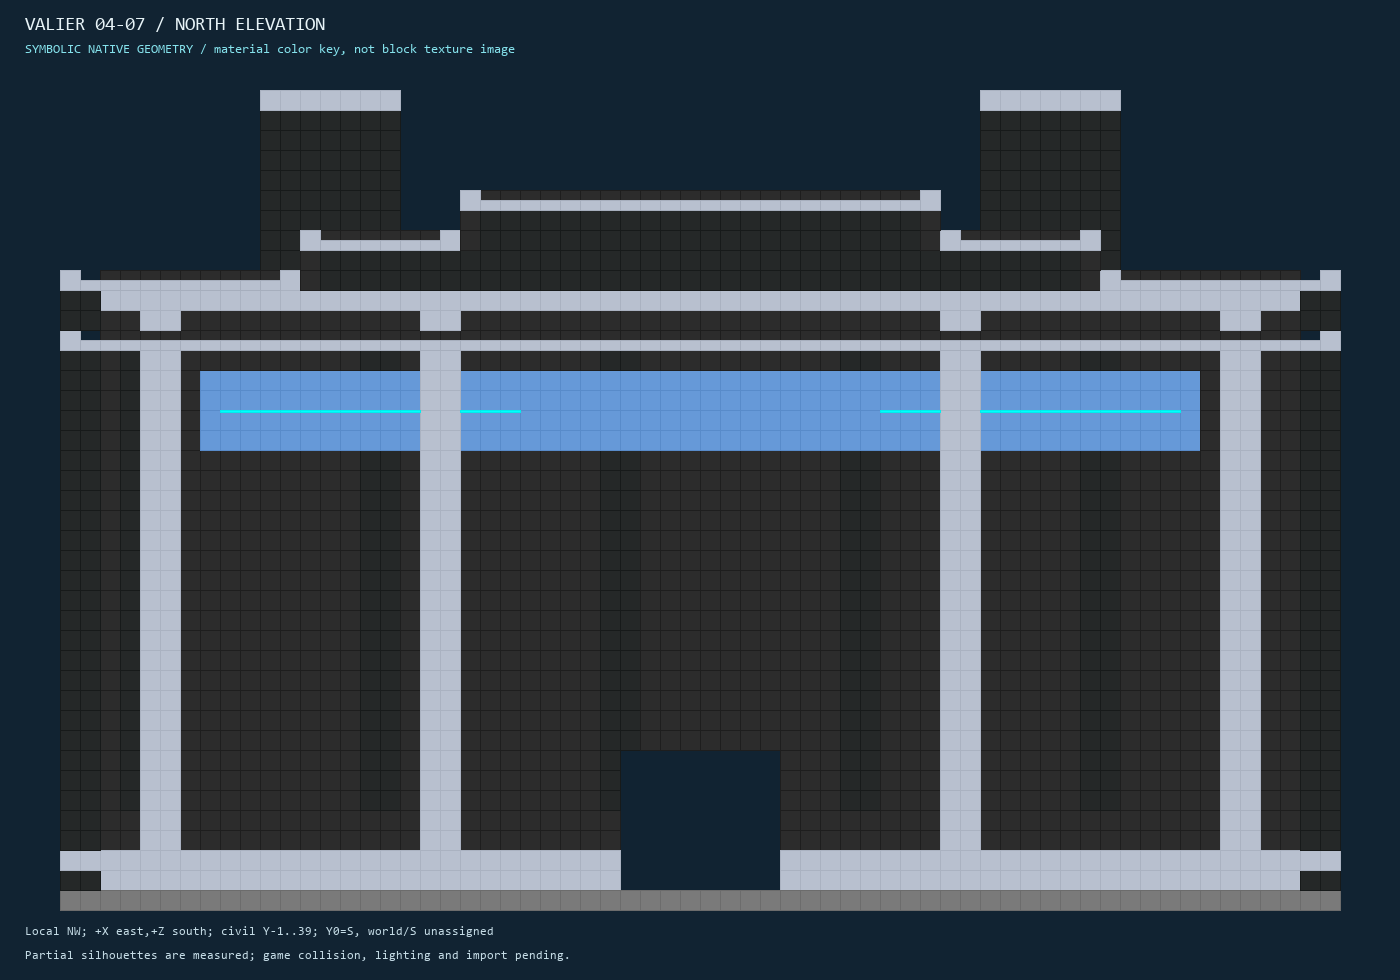 VALIER 04-07 / NORTH ELEVATION
SYMBOLIC NATIVE GEOMETRY / material color key, not block texture image
Local NW; +X east,+Z south; civil Y-1..39; Y0=S, world/S unassigned
Partial silhouettes are measured; game collision, lighting and import pending.